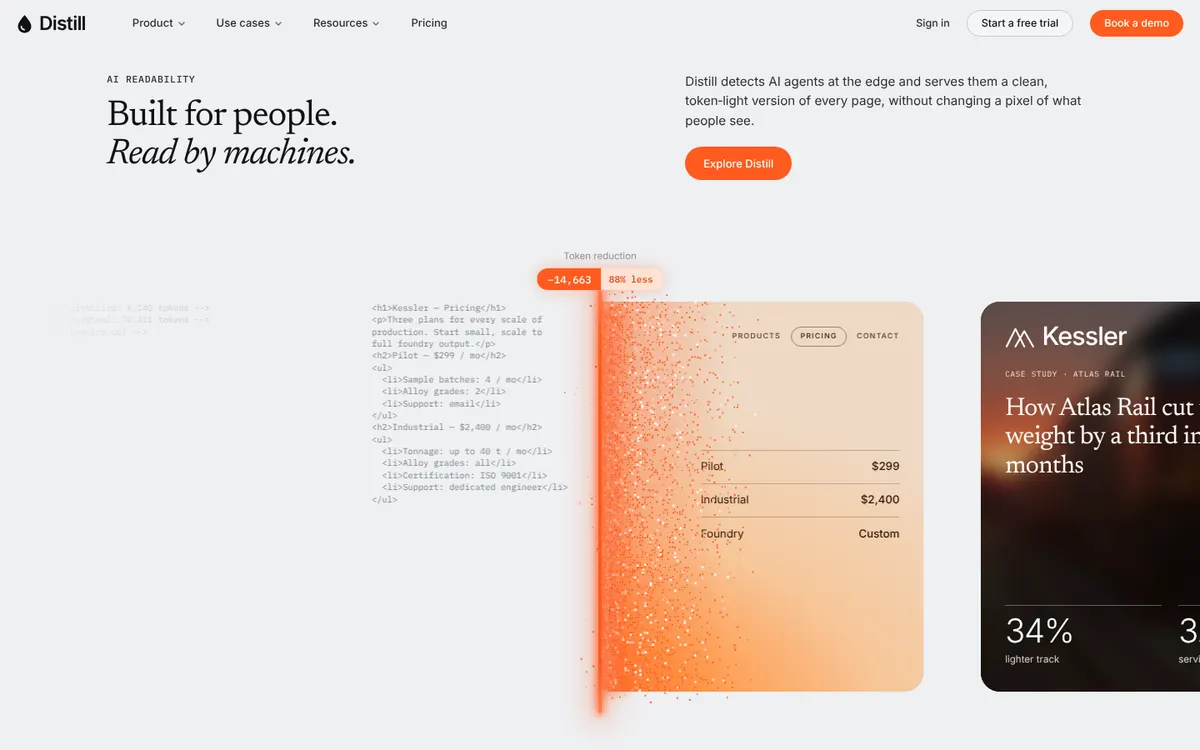 Distill
Product
Use cases
Resources
Pricing
Sign in
Start a free trial
Book a demo
AI READABILITY
Built for people.
Read by machines.
Distill detects AI agents at the edge and serves them a clean,
token-light version of every page, without changing a pixel of what
people see.
Explore Distill
Token reduction
−14,663
88% less
tokens -->
tokens -->
<h1>Kessler — Pricing</h1>
<p>Three plans for every scale of
production. Start small, scale to
full foundry output.</p>
<h2>Pilot — $299 / mo</h2>
<ul>
<li>Sample batches: 4 / mo</li>
<li>Alloy grades: 2</li>
<li>Support: email</li>
</ul>
<h2>Industrial — $2,400 / mo</h2>
<ul>
<li>Tonnage: up to 40 t / mo</li>
<li>Alloy grades: all</li>
<li>Certification: ISO 9001</li>
<li>Support: dedicated engineer</li>
</ul>
PRODUCTS
PRICING
CONTACT
Pilot
$299
Industrial
$2,400
Foundry
Custom
Kessler
CASE STUDY · ATLAS RAIL
How Atlas Rail cut
weight by a third in
months
34%
lighter track
3
servi